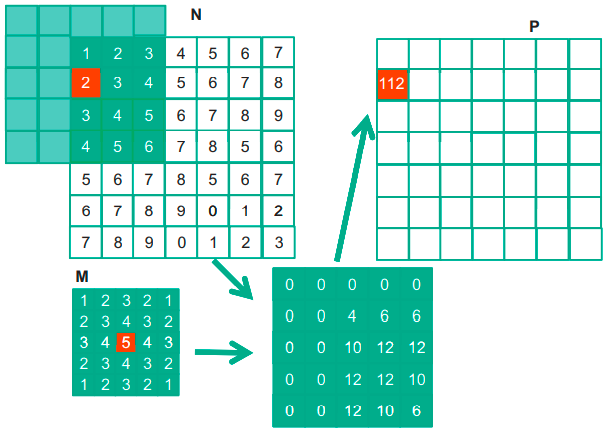 N
P
1 2 3 4 5 6 7
2 3 4 5 6 7 8
112
3 4 5 6 7 8 9
4 5 6 7 8 5 6
5 6 7 8 5 6 7
6 7 8 9 0 1 2
7 8 9 0 1 2 3
M
1 2 3 2 1
2 3 4 3 2
3 4 5 4 3
2 3 4 3 2
1 2 3 2 1
0 0 0 0 0
0 0 4 6 6
0 0 10 12 12
0 0 12 12 10
0 0 12 10 6